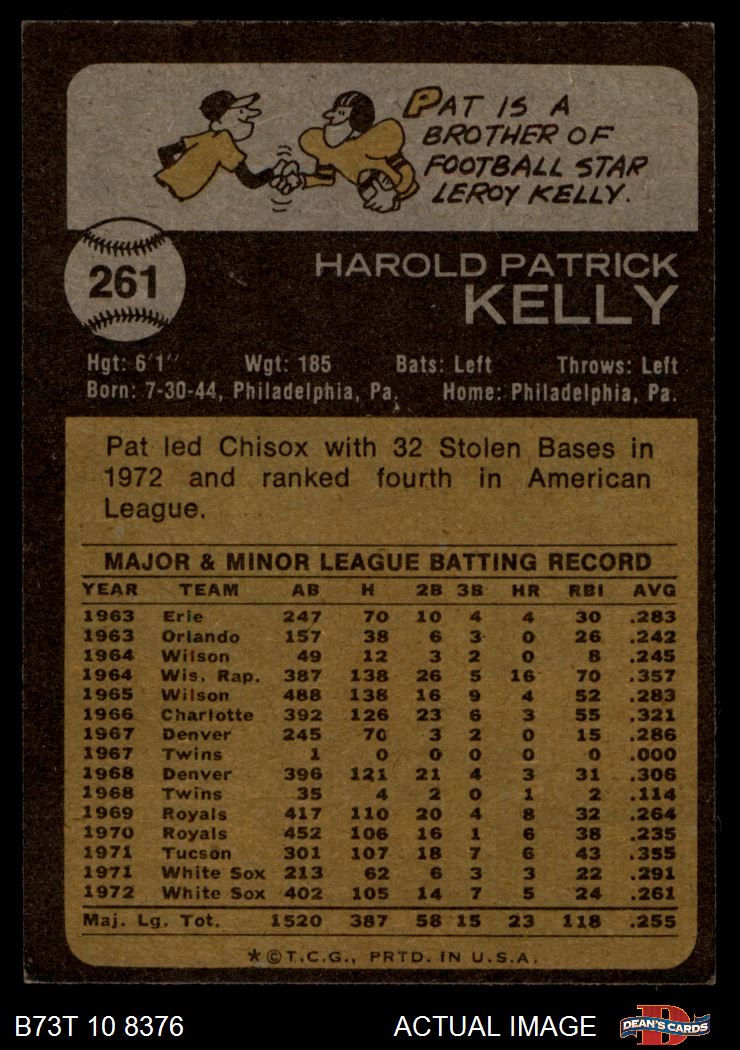 PAT IS A
BROTHER OF
FOOTBALL STAR
LEROY KELLY.
261
HAROLD PATRICK
KELLY
Hgt: 6'1" Wgt: 185 Bats: Left Throws: Left
Born: 7-30-44, Philadelphia, Pa. Home: Philadelphia, Pa.
Pat led Chisox with 32 Stolen Bases in
1972 and ranked fourth in American
League.
MAJOR & MINOR LEAGUE BATTING RECORD
YEAR TEAM AB H 2B 3B HR RBI AVG
1963 Erie 247 70 10 4 4 30 .283
1963 Orlando 157 38 6 3 0 26 .242
1964 Wilson 49 12 3 2 0 8 .245
1964 Wis. Rap. 387 138 26 5 16 70 .357
1965 Wilson 488 138 16 9 4 52 .283
1966 Charlotte 392 126 23 6 3 55 .321
1967 Denver 245 70 3 2 0 15 .286
1967 Twins 1 0 0 0 0 0 .000
1968 Denver 396 121 21 4 3 31 .306
1968 Twins 35 4 2 0 1 2 .114
1969 Royals 417 110 20 4 8 32 .264
1970 Royals 452 106 16 1 6 38 .235
1971 Tucson 301 107 18 7 6 43 .355
1971 White Sox 213 62 6 3 3 22 .291
1972 White Sox 402 105 14 7 5 24 .261
Maj. Lg. Tot. 1520 387 58 15 23 118 .255
*©T.C.G., PRTD. IN U.S.A.
B73T 10 8376 ACTUAL IMAGE D DEAN'S CARDS